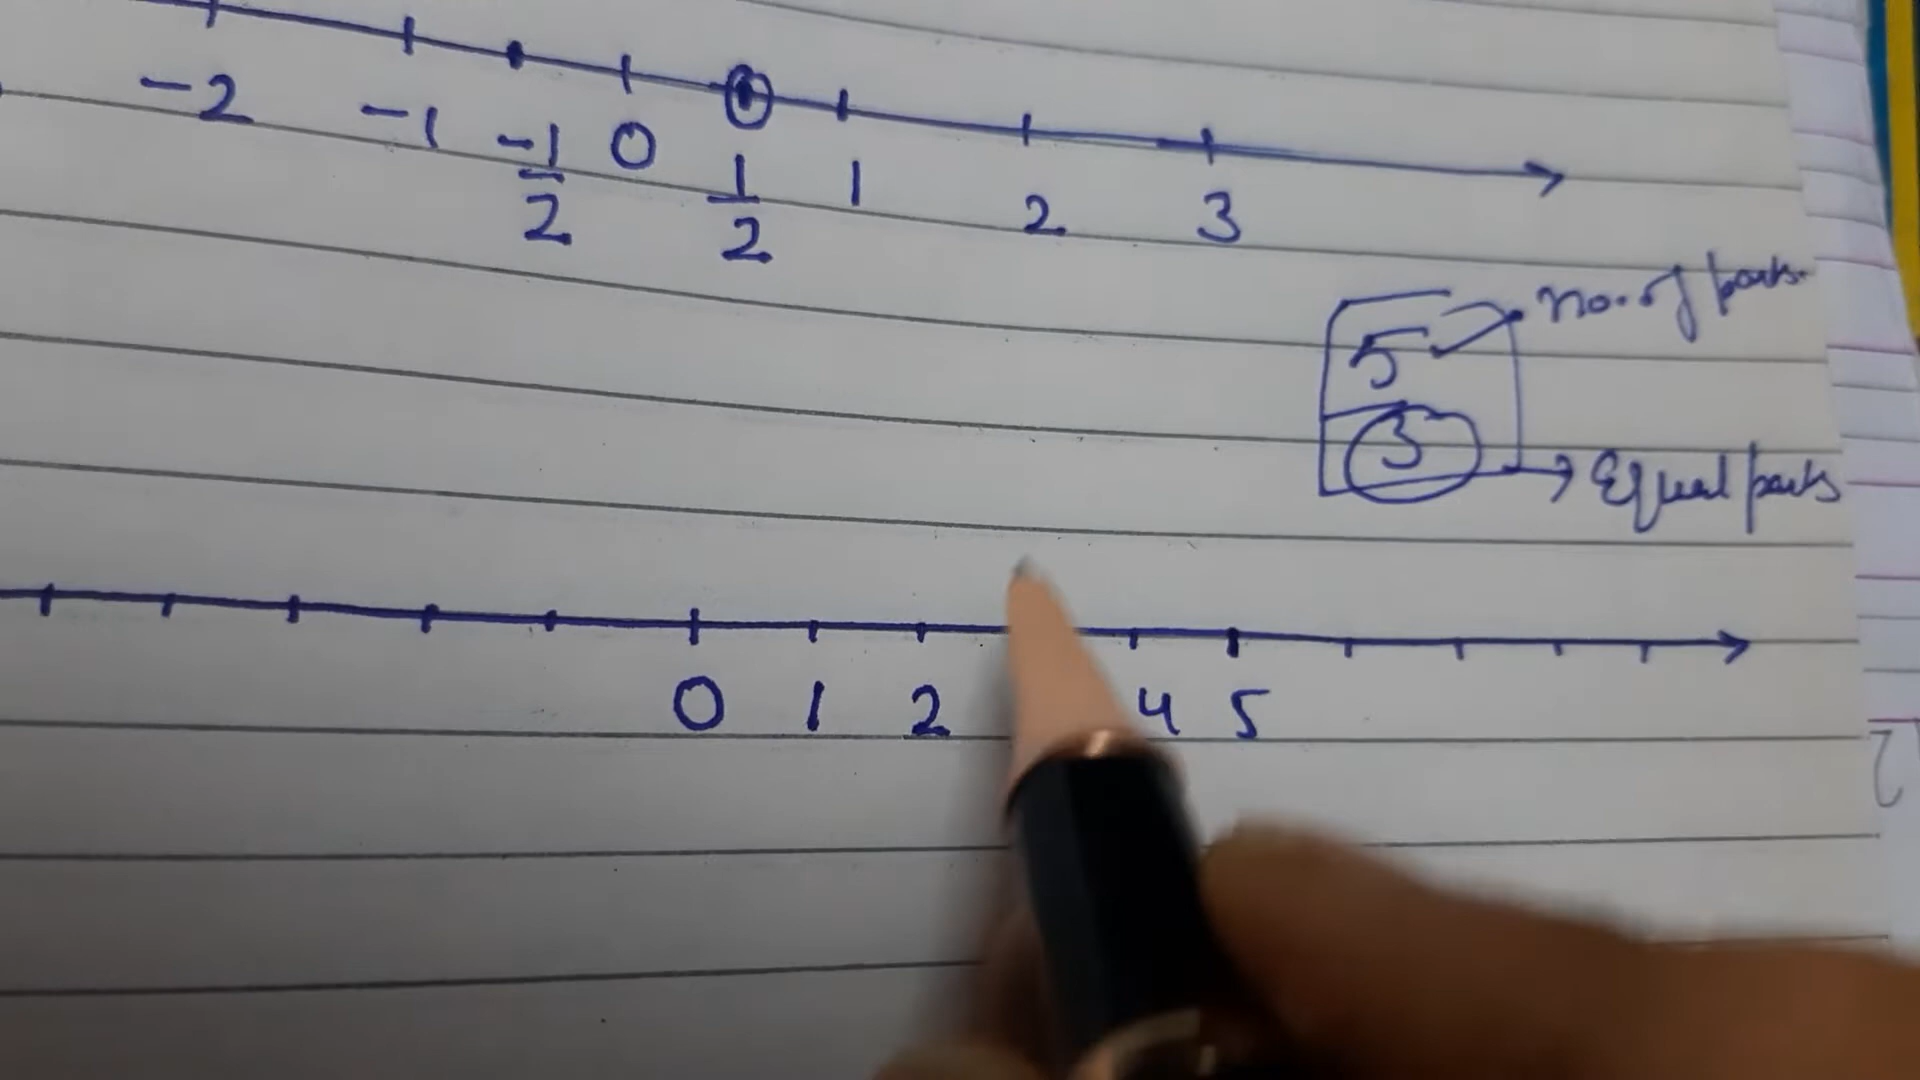 -2 -1 -1/2 0 1/2 1 2 3
5 no. of parts.
3 Equal parts
0 1 2 4 5